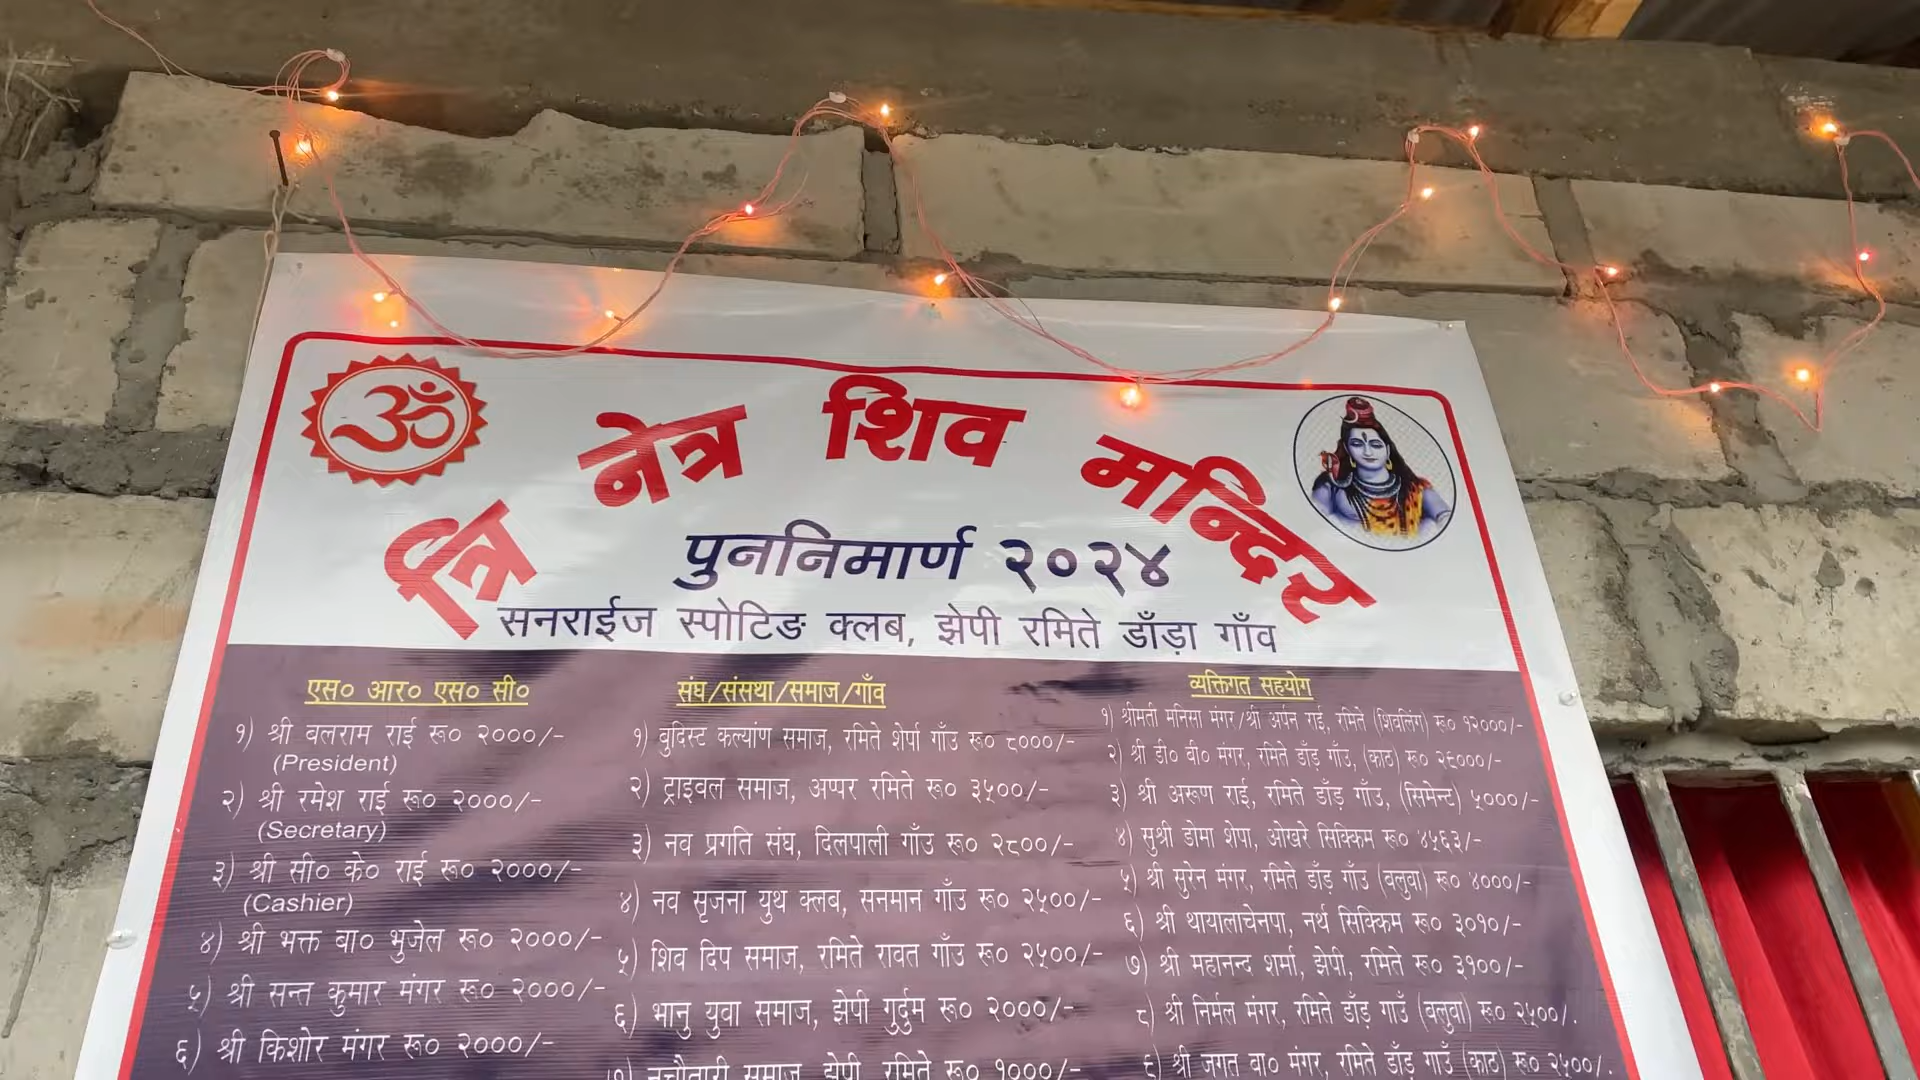 ॐ
त्रि नेत्र शिव मन्दिर
पुननिमार्ण २०२४
सनराईज स्पोटिङ क्लब, झेपी रमिते डाँड़ा गाँव
एस० आर० एस० सी०
१) श्री वलराम राई रू० २०००/-
(President)
२) श्री रमेश राई रू० २०००/-
(Secretary)
३) श्री सी० के० राई रू० २०००/-
(Cashier)
४) श्री भक्त वा० भुजेल रू० २०००/-
५) श्री सन्त कुमार मंगर रू० २०००/-
६) श्री किशोर मंगर रू० २०००/-
संघ/संसथा/समाज/गाँव
१) वुदिस्ट कल्यांण समाज, रमिते शेर्पा गाँउ रू० ८०००/-
२) ट्राइवल समाज, अप्पर रमिते रू० ३५००/-
३) नव प्रगति संघ, दिलपाली गाँउ रू० २८००/-
४) नव सृजना युथ क्लब, सनमान गाँउ रू० २५००/-
५) शिव दिप समाज, रमिते रावत गाँउ रू० २५००/-
६) भानु युवा समाज, झेपी गुर्दुम रू० २०००/-
७) नचौतारी समाज झेपी रमिते रू० १०००/-
व्यक्तिगत सहयोग
१) श्रीमती मनिसा मंगर/श्री अर्पन राई, रमिते (शिवलिंग) रू० १२०००/-
२) श्री डी० वी० मंगर, रमिते डाँड़ गाँउ, (काठ) रू० २६०००/-
३) श्री अरूण राई, रमिते डाँड़ गाँउ, (सिमेन्ट) ५०००/-
४) सुश्री डोमा शेपा, ओखरे सिक्किम रू० ४५६३/-
५) श्री सुरेन मंगर, रमिते डाँड़ गाँउ (वलुवा) रू० ४०००/-
६) श्री थायालाचेनपा, नर्थ सिक्किम रू० ३०१०/-
७) श्री महानन्द शर्मा, झेपी, रमिते रू० ३१००/-
८) श्री निर्मल मंगर, रमिते डाँड़ गाउँ (वलुवा) रू० २५००/.
९) श्री जगत वा० मंगर, रमिते डाँड़ गाउँ (काठ) रू० २५००/.